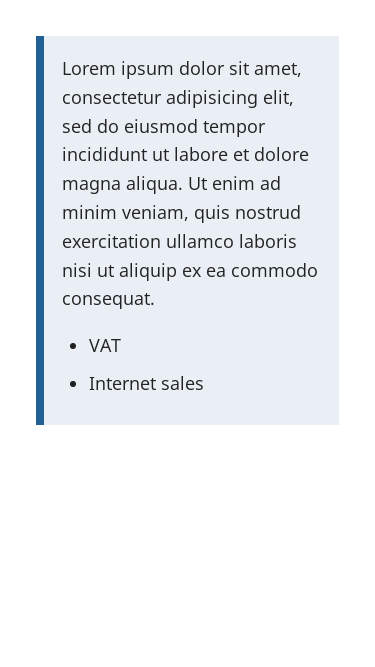 Lorem ipsum dolor sit amet,
consectetur adipisicing elit,
sed do eiusmod tempor
incididunt ut labore et dolore
magna aliqua. Ut enim ad
minim veniam, quis nostrud
exercitation ullamco laboris
nisi ut aliquip ex ea commodo
consequat.
• VAT
• Internet sales